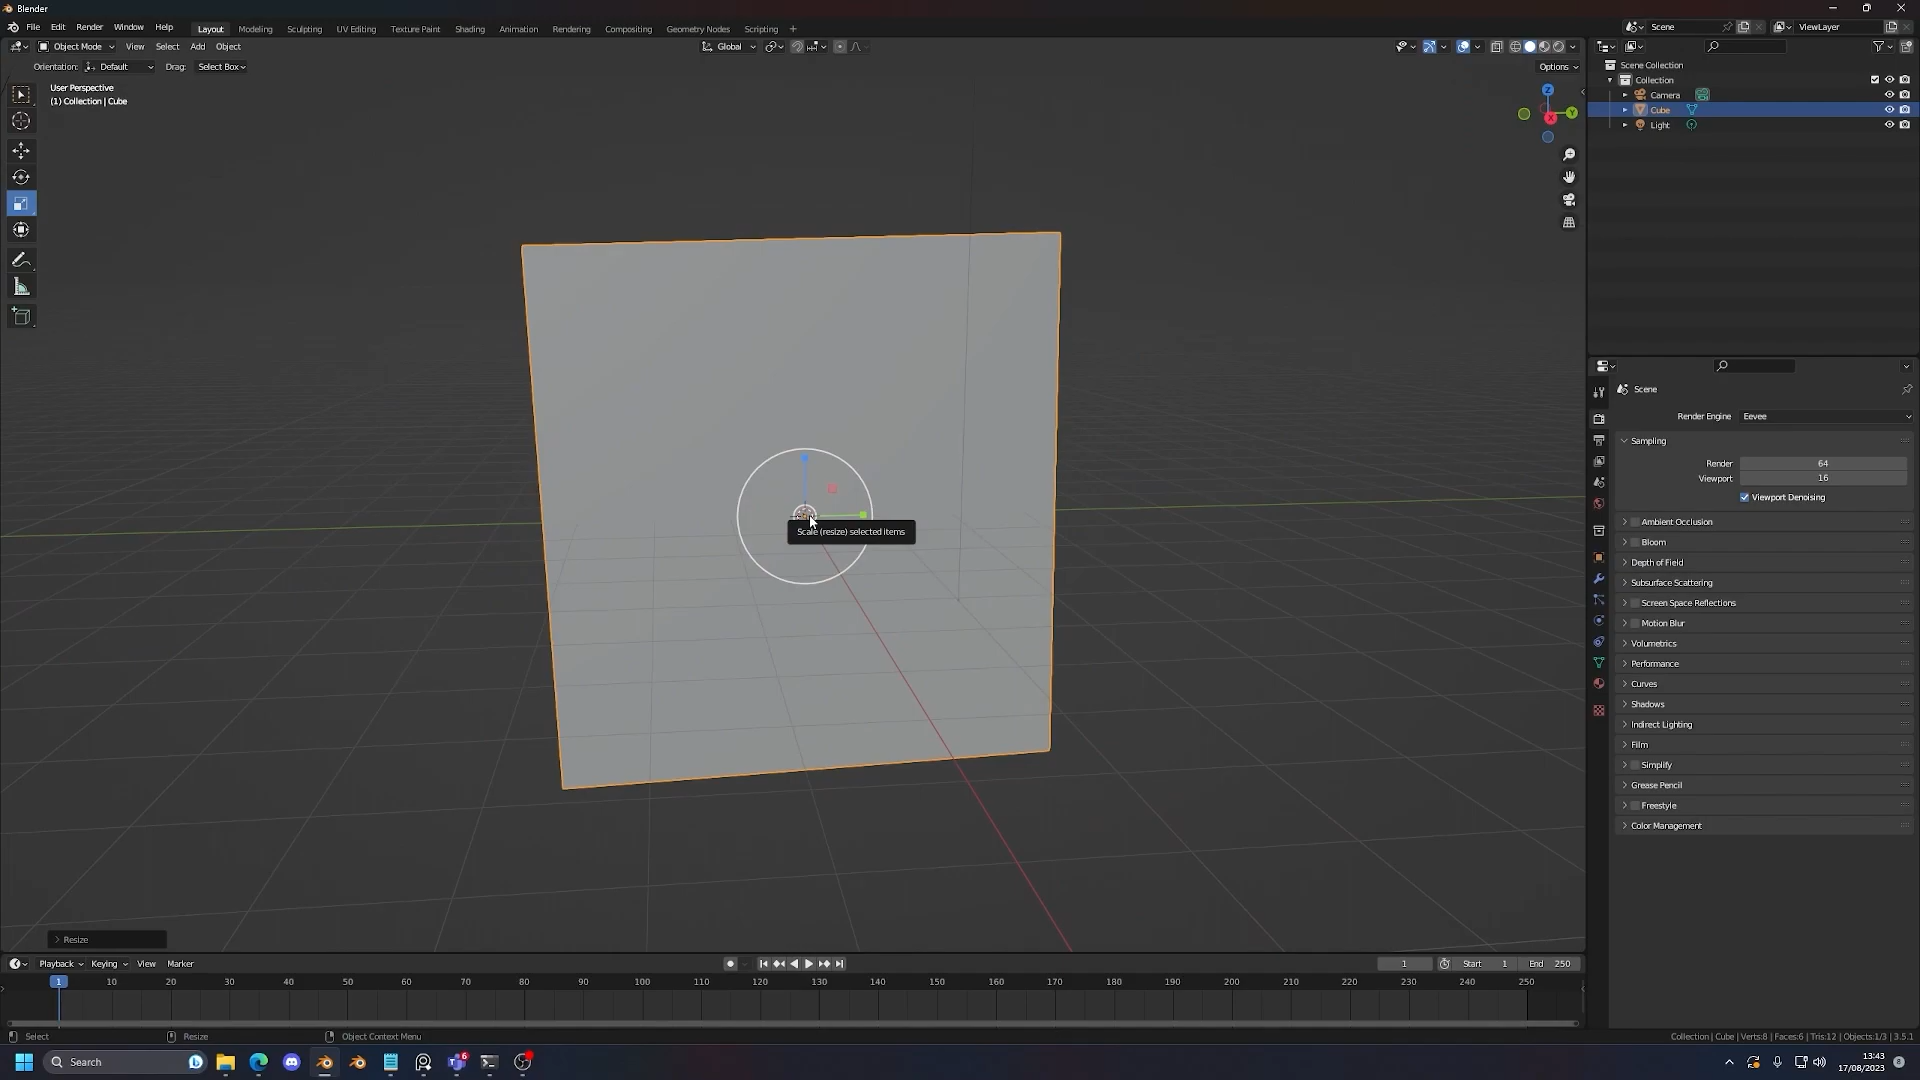 Blender
File Edit Render Window Help Layout Modeling Sculpting UV Editing Texture Paint Shading Animation Rendering Compositing Geometry Nodes Scripting + Scene ViewLayer
Object Mode View Select Add Object Global
Orientation: Default Drag: Select Box Options
User Perspective
(1) Collection | Cube
Z
Y
X
Scene Collection
Collection
Camera
Cube
Light
Scale (resize) selected items
Scene
Render Engine Eevee
Sampling
Render 64
Viewport 16
Viewport Denoising
Ambient Occlusion
Bloom
Depth of Field
Subsurface Scattering
Screen Space Reflections
Motion Blur
Volumetrics
Performance
Curves
Shadows
Indirect Lighting
Film
Simplify
Grease Pencil
Freestyle
Color Management
Resize
Playback Keying View Marker 1 Start 1 End 250
1 10 20 30 40 50 60 70 80 90 100 110 120 130 140 150 160 170 180 190 200 210 220 230 240 250
Select Resize Object Context Menu Collection | Cube | Verts:8 | Faces:6 | Tris:12 | Objects:1/3 | 3.5.1
Search 6 13:43
17/08/2023 8